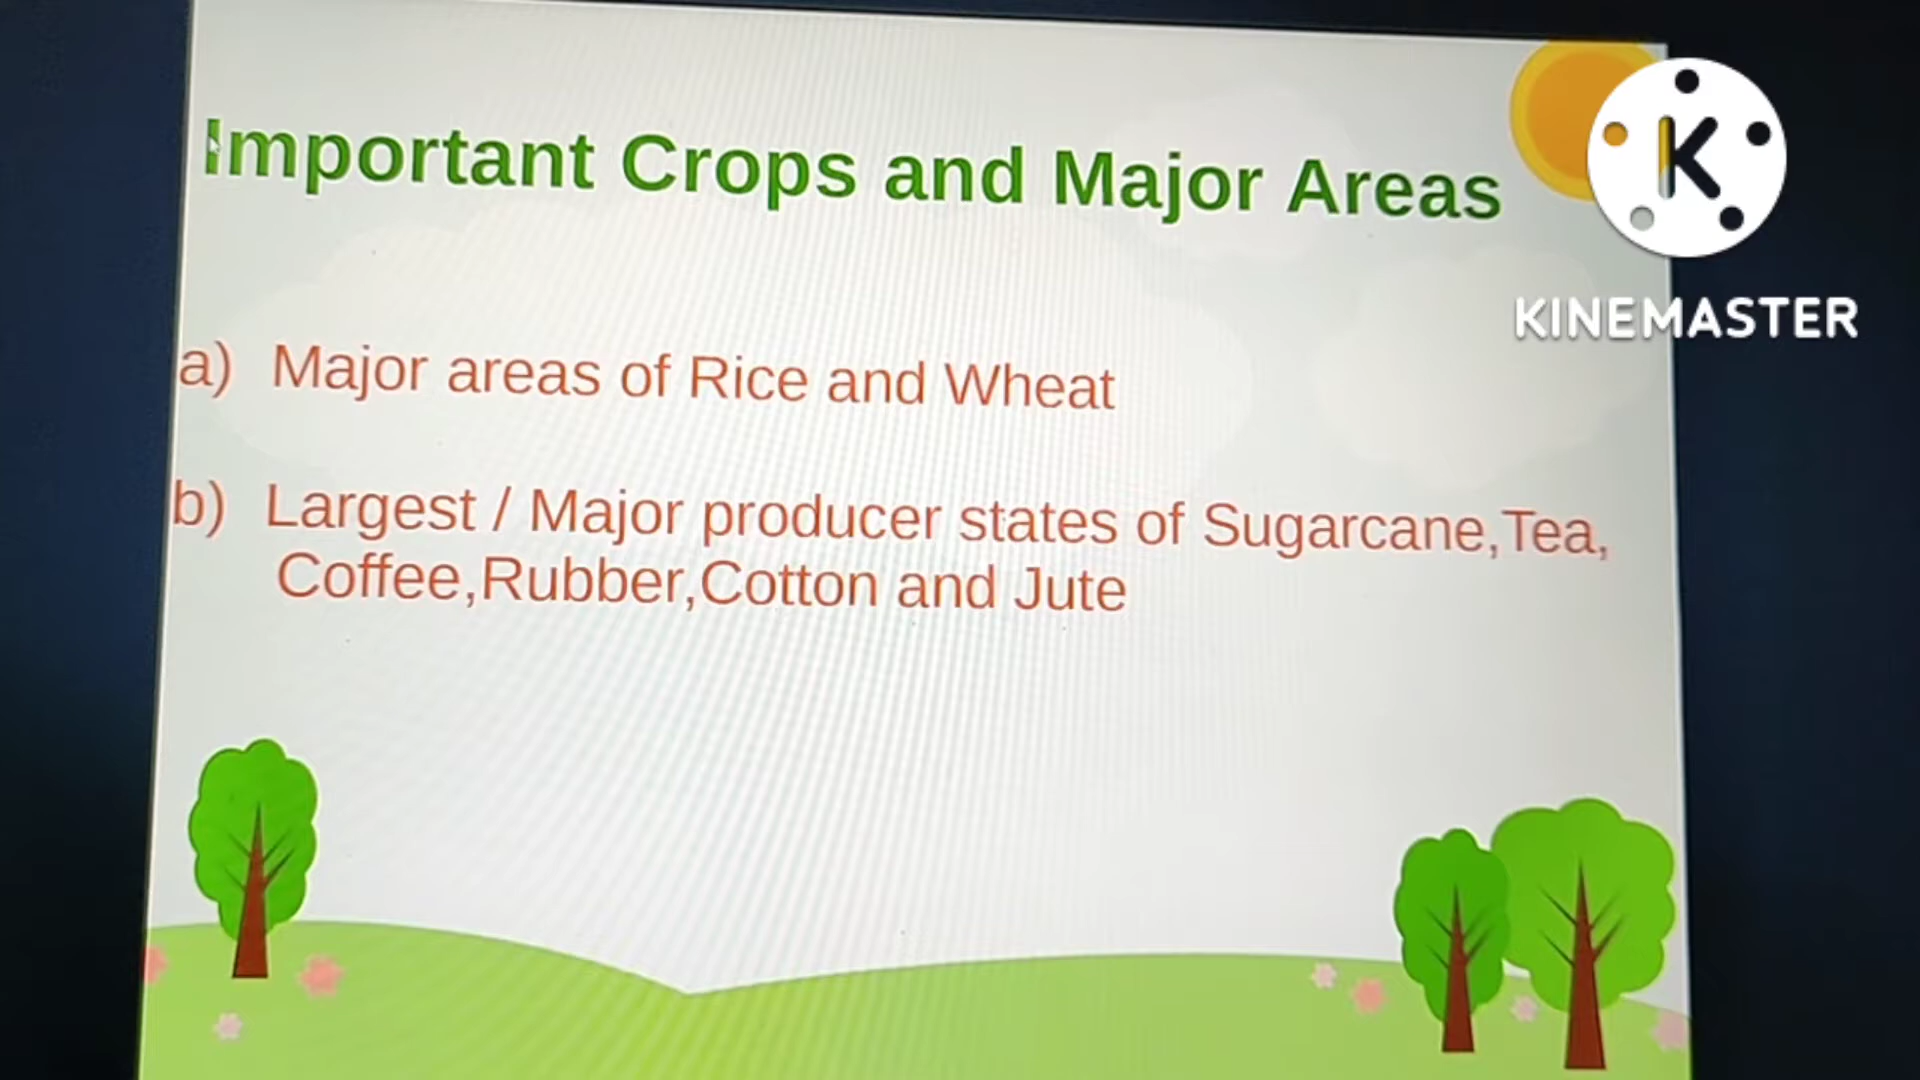 Important Crops and Major Areas
K
KINEMASTER
a) Major areas of Rice and Wheat
b) Largest / Major producer states of Sugarcane,Tea,
Coffee,Rubber,Cotton and Jute